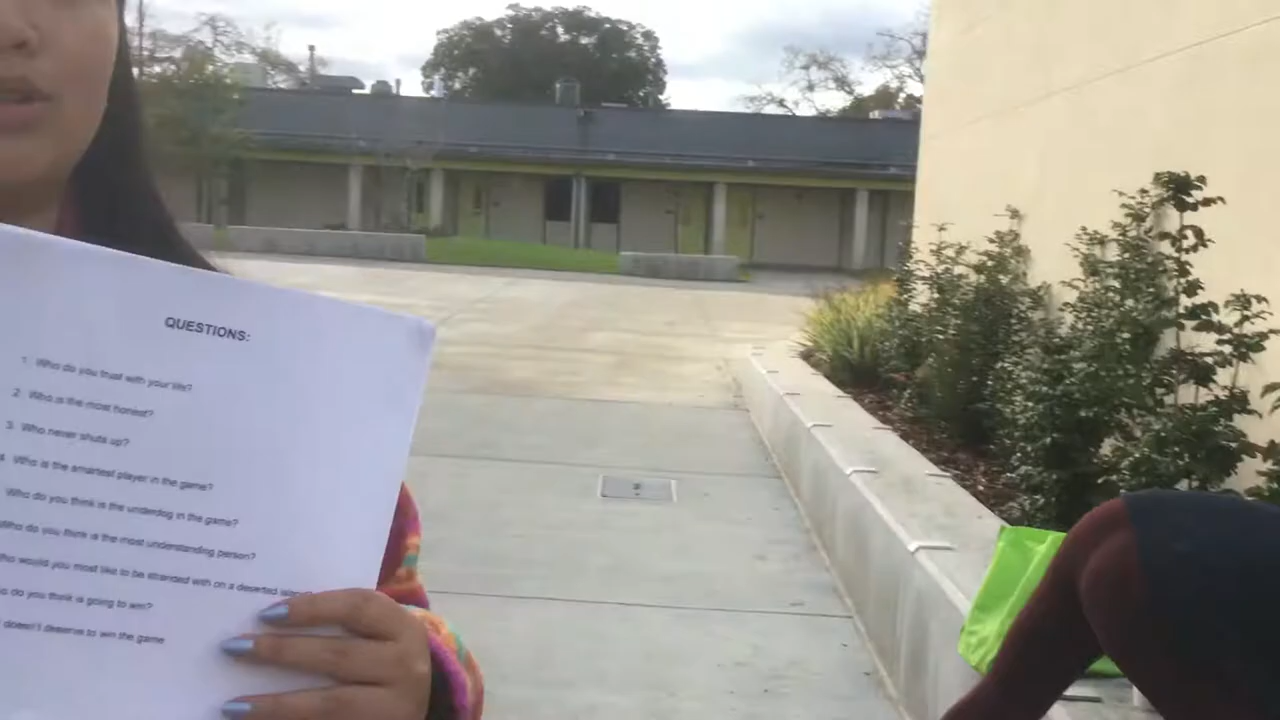 QUESTIONS:
1. Who do you trust with your life?
2. Who is the most honest?
3. Who never shuts up?
4. Who is the smartest player in the game?
Who do you think is the underdog in the game?
Who do you think is the most understanding person?
Who would you most like to be stranded with on a deserted
do you think is going to win?
doesn't deserve to win the game